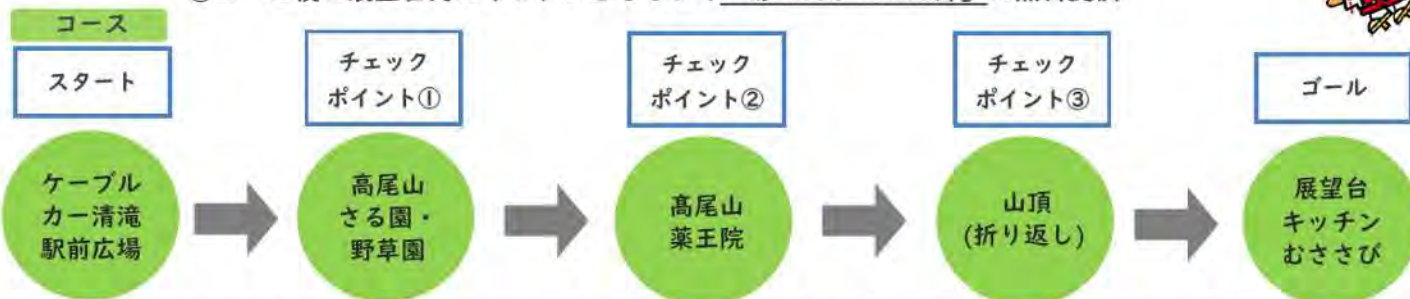 コース
スタート
ケーブル
カー清滝
駅前広場
チェック
ポイント①
高尾山
さる園・
野草園
チェック
ポイント②
髙尾山
薬王院
チェック
ポイント③
山頂
(折り返し)
ゴール
展望台
キッチン
むささび